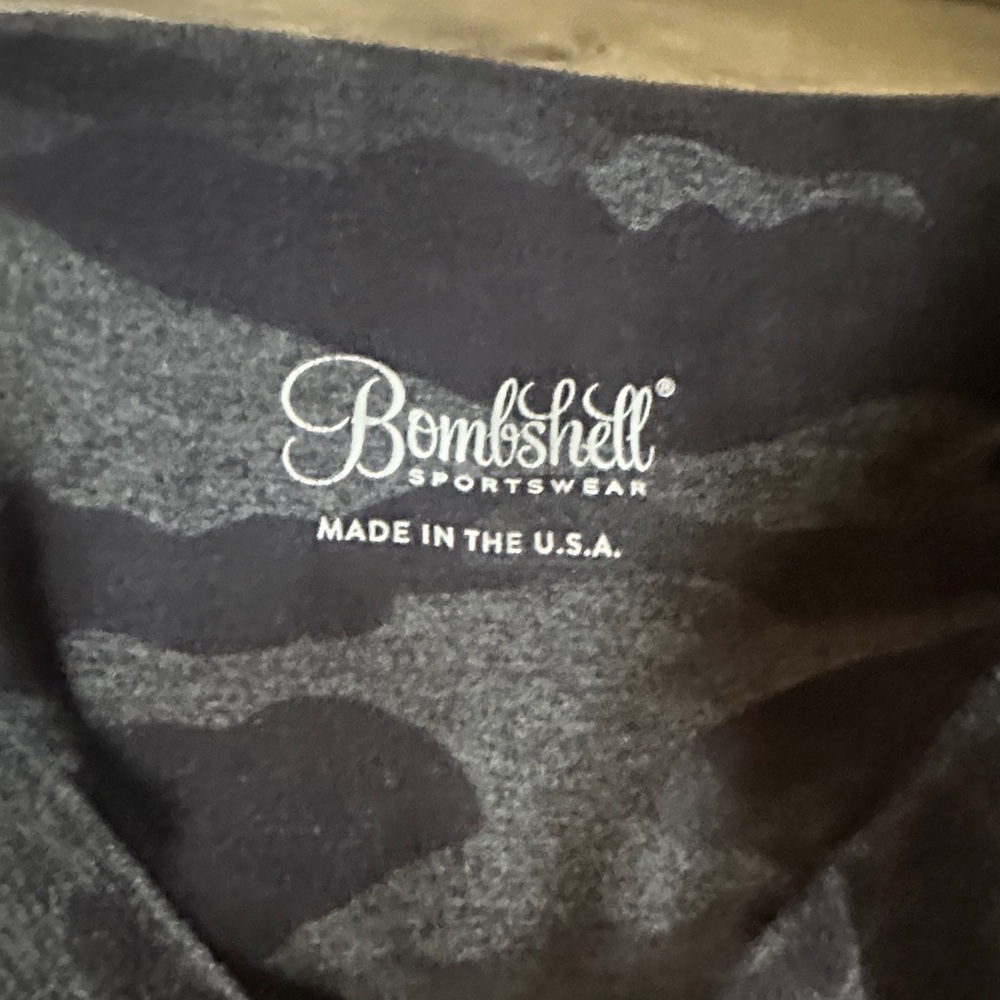 Bombshell®
SPORTSWEAR
MADE IN THE U.S.A.